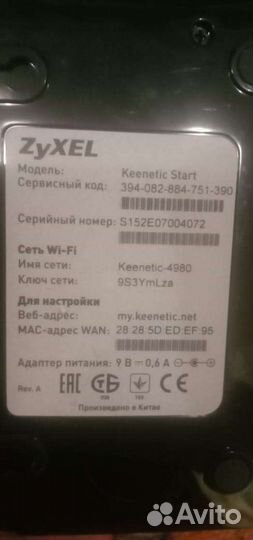 ZyXEL
Модель: Keenetic Start
Сервисный код: 394-082-884-751-390
Серийный номер: S152E07004072
Сеть Wi-Fi
Имя сети: Keenetic-4980
Ключ сети: 9S3YmLza
Для настройки
Веб-адрес: my.keenetic.net
MAC-адрес WAN: 28 28 5D ED EF 95
Адаптер питания: 9 В 0,6 А
Rev. A
EAC
Произведено в Китае
Avito